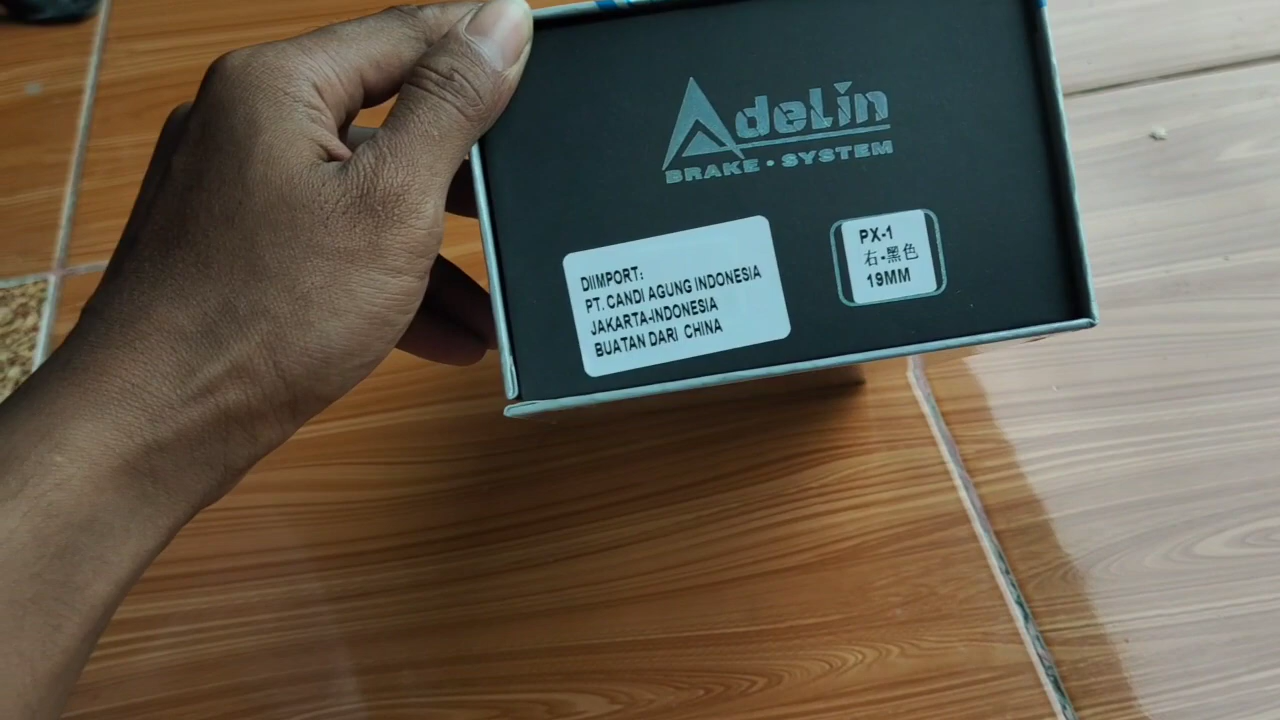 Adelin
BRAKE • SYSTEM
DIIMPORT:
PT. CANDI AGUNG INDONESIA
JAKARTA-INDONESIA
BUATAN DARI CHINA
PX-1
右•黑色
19MM